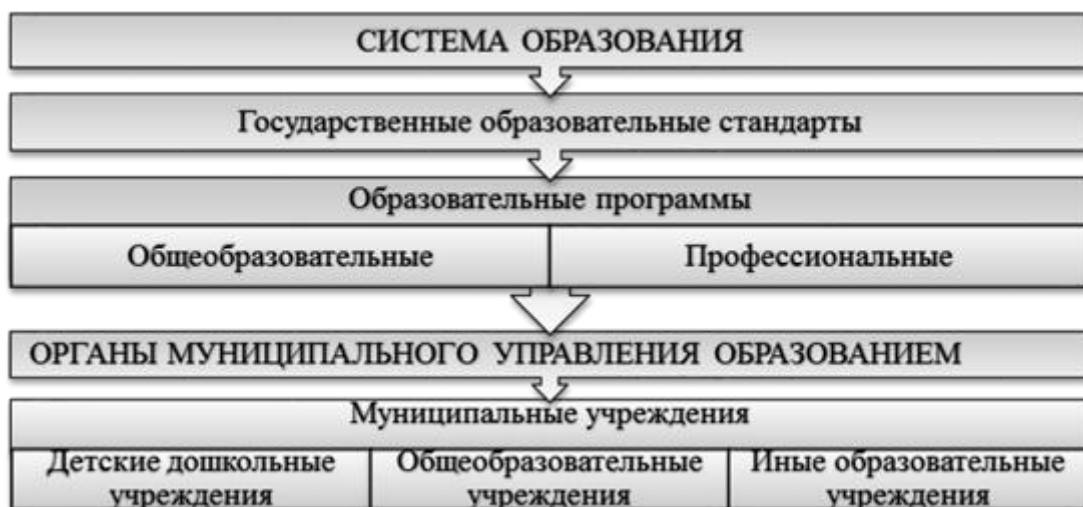 СИСТЕМА ОБРАЗОВАНИЯ
Государственные образовательные стандарты
Образовательные программы
Общеобразовательные
Профессиональные
ОРГАНЫ МУНИЦИПАЛЬНОГО УПРАВЛЕНИЯ ОБРАЗОВАНИЕМ
Муниципальные учреждения
Детские дошкольные
учреждения
Общеобразовательные
учреждения
Иные образовательные
учреждения